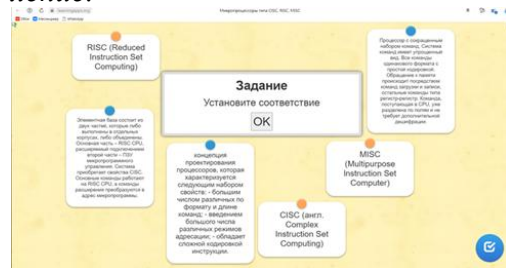 Микропроцессоры типа CISC, RISC, MISC
RISC (Reduced
Instruction Set
Computing)
Процессор с сокращенным
набором команд. Система
команд имеет упрощенный
вид. Все команды
одинакового формата с
простой кодировкой.
Обращение к памяти
происходит посредством
команд загрузки и записи,
остальные команды типа
регистр-регистр. Команда,
поступающая в CPU, уже
разделена по полям и не
требует дополнительной
дешифрации
Задание
Установите соответствие
OK
Элементная база состоит из
двух частей, которые либо
выполнены в отдельных
корпусах, либо объединены.
Основная часть – RISC CPU,
расширяемый подключением
второй части – ПЗУ
микропрограммного
управления. Система
приобретает свойства CISC.
Основные команды работают
на RISC CPU, а команды
расширения преобразуются в
адрес микропрограммы.
концепция
проектирования
процессоров, которая
характеризуется
следующим набором
свойств: - большим
числом различных по
формату и длине
команд; - введением
большого числа
различных режимов
адресации; - обладает
сложной кодировкой
инструкции.
MISC
(Multipurpose
Instruction Set
Computer)
CISC (англ.
Complex
Instruction Set
Computing)